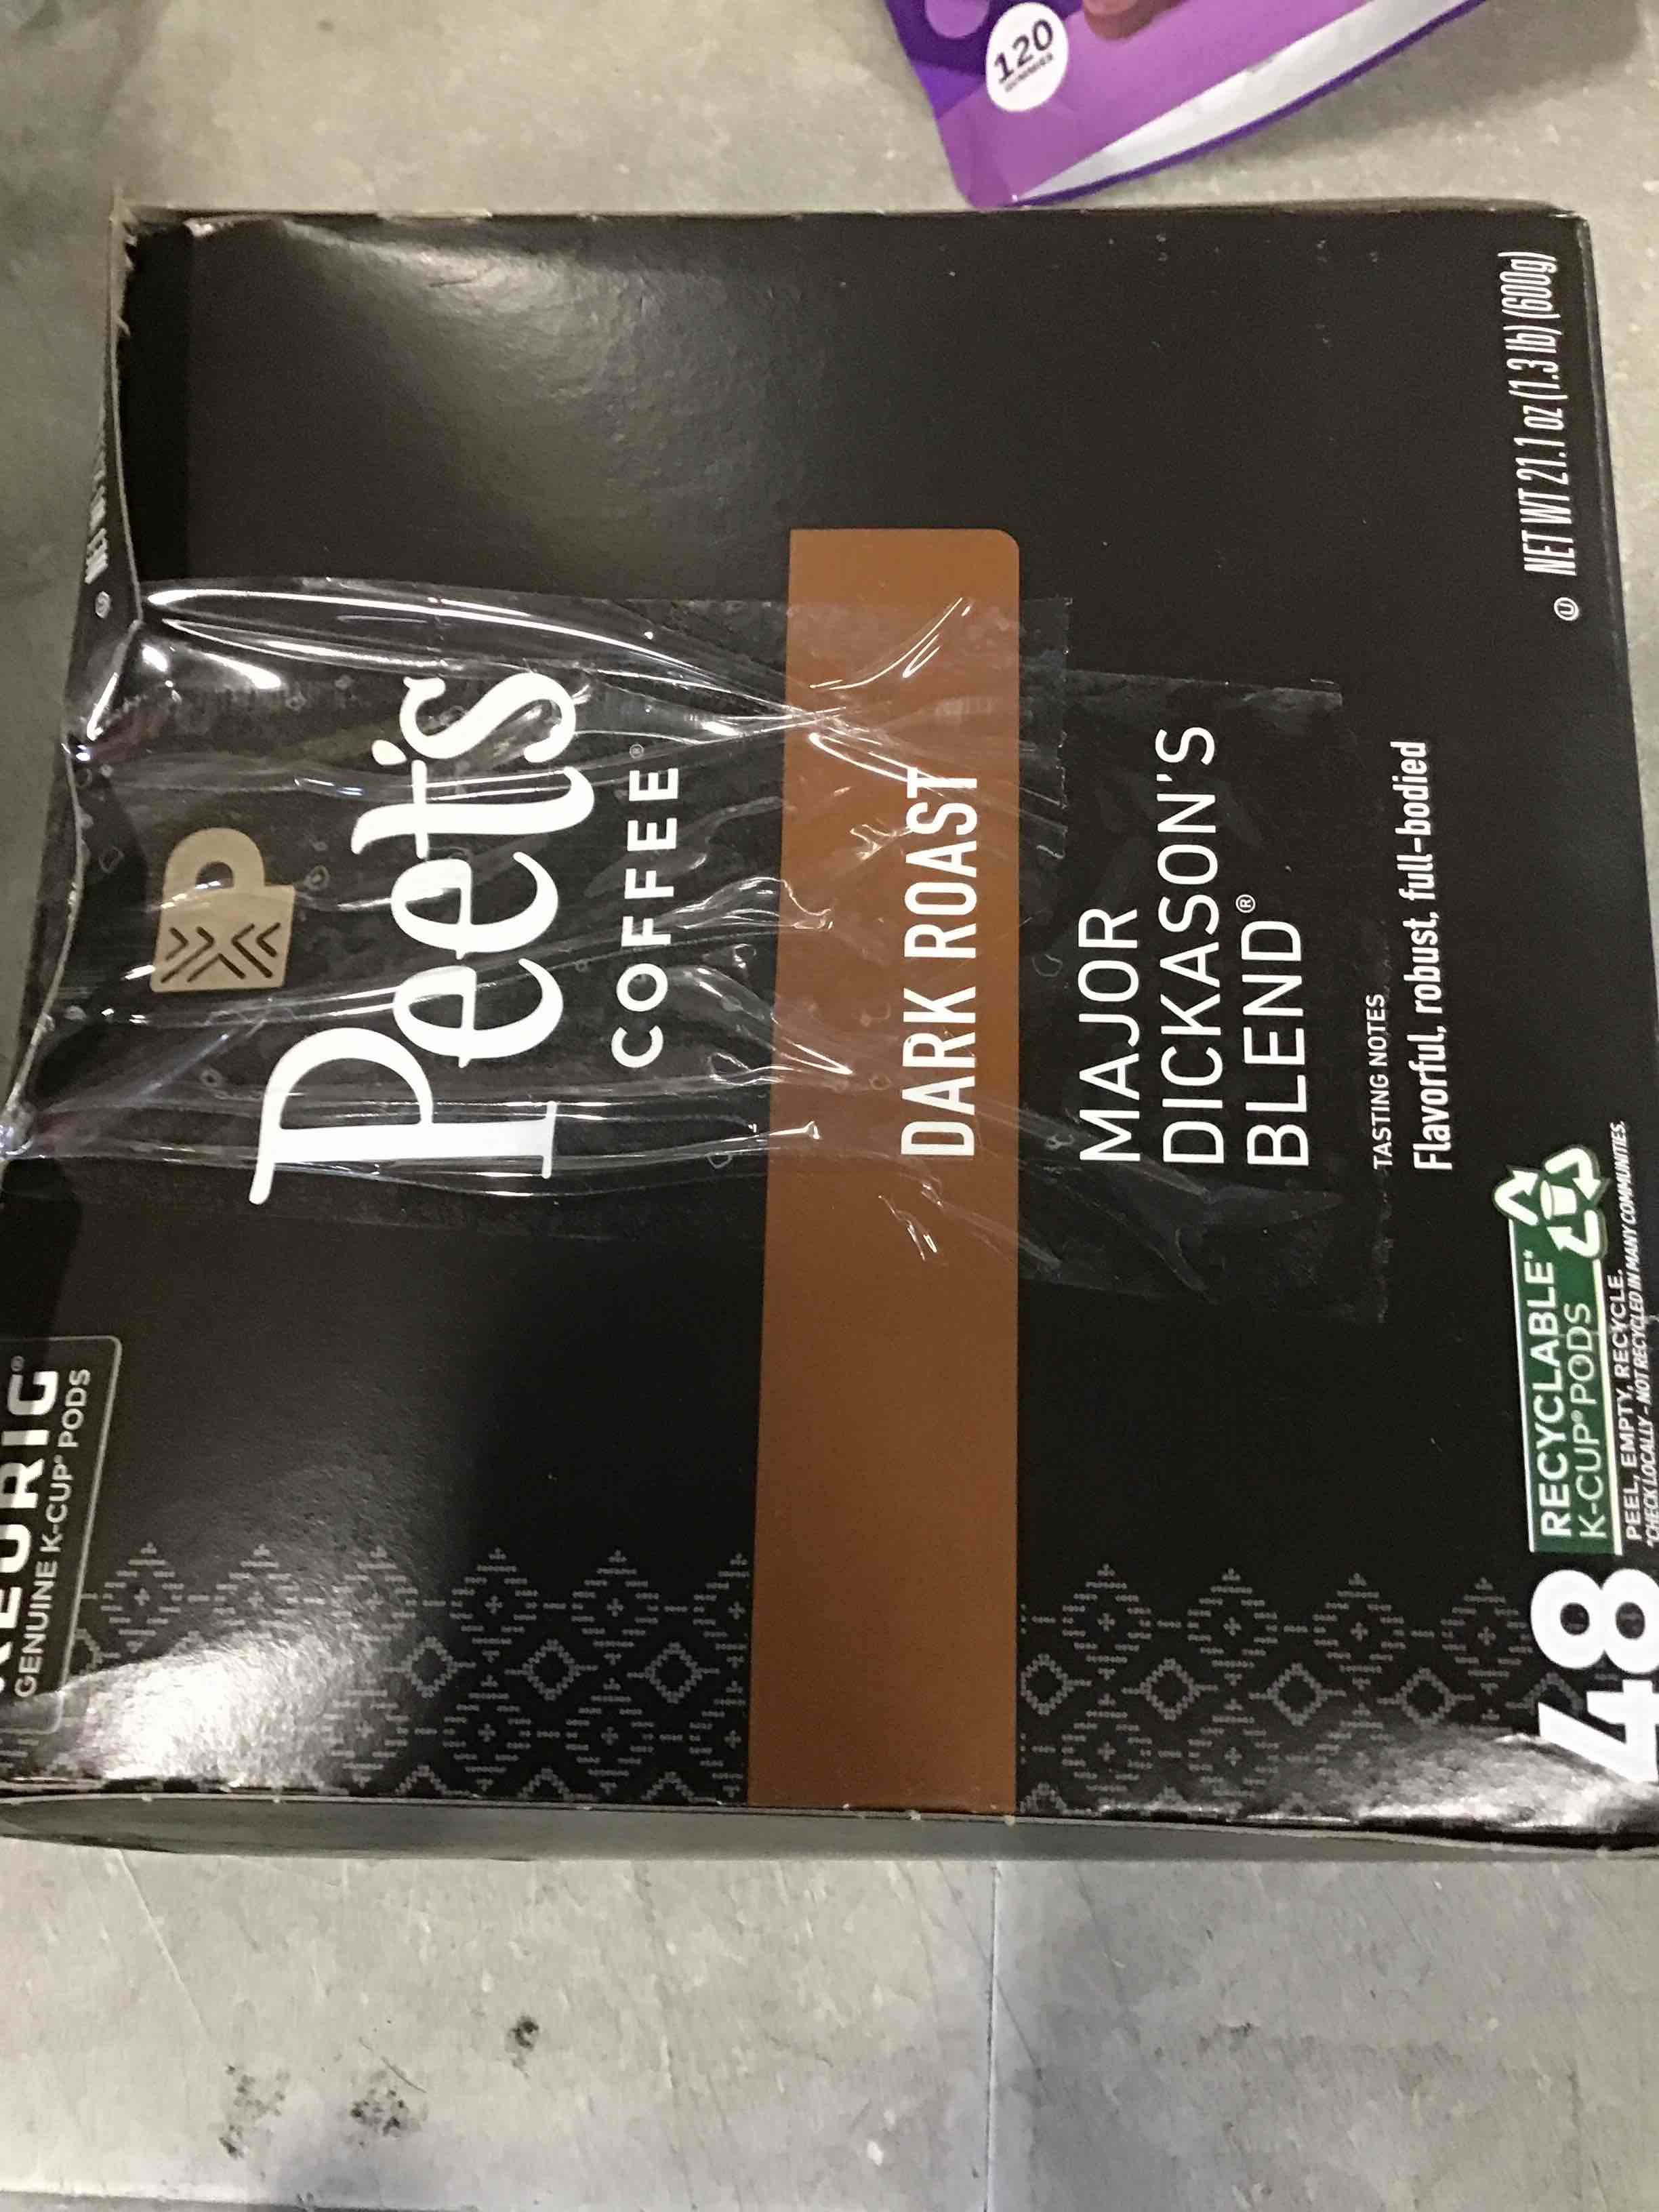 120
GUMMIES
KEURIG®
GENUINE K-CUP® PODS
Peet's
COFFEE®
DARK ROAST
MAJOR
DICKASON'S
BLEND®
TASTING NOTES
Flavorful, robust, full-bodied
48
RECYCLABLE*
K-CUP® PODS
PEEL, EMPTY, RECYCLE.
*CHECK LOCALLY - NOT RECYCLED IN MANY COMMUNITIES.
Ⓤ NET WT 21.1 oz (1.3 lb) (600g)